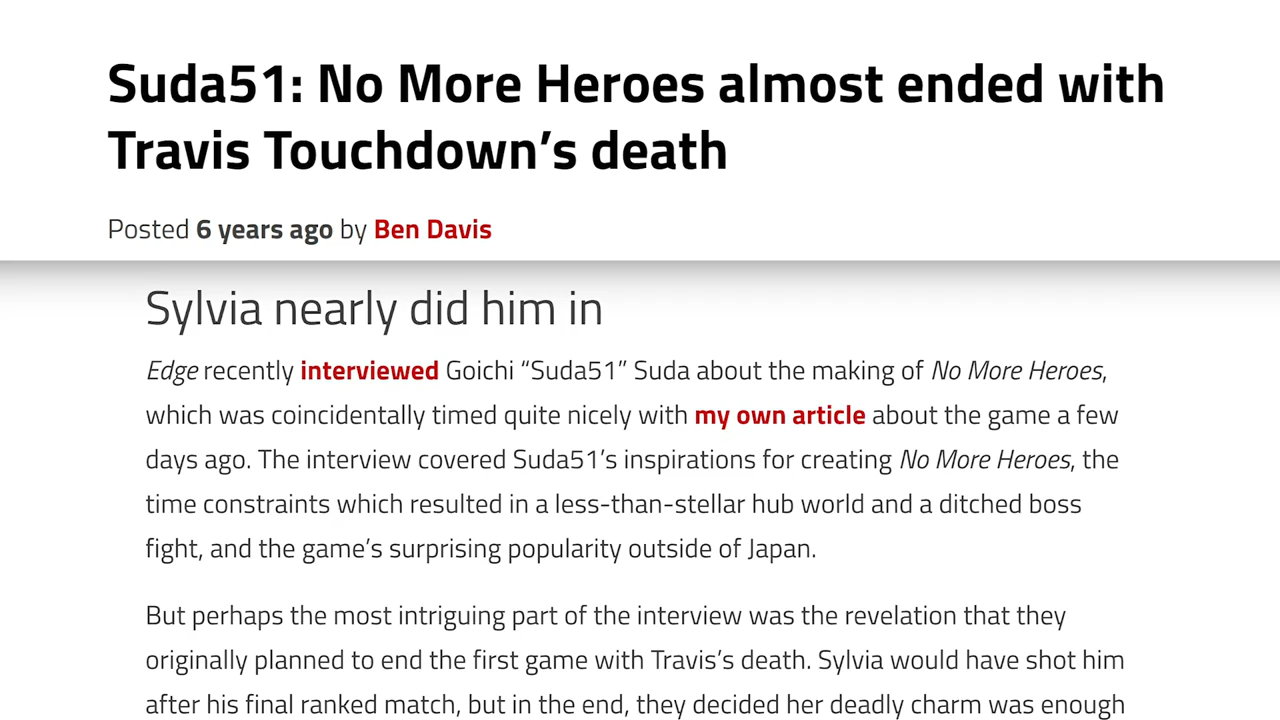 Suda51: No More Heroes almost ended with
Travis Touchdown’s death
Posted 6 years ago by Ben Davis
Sylvia nearly did him in
Edge recently interviewed Goichi “Suda51” Suda about the making of No More Heroes,
which was coincidentally timed quite nicely with my own article about the game a few
days ago. The interview covered Suda51’s inspirations for creating No More Heroes, the
time constraints which resulted in a less-than-stellar hub world and a ditched boss
fight, and the game’s surprising popularity outside of Japan.
But perhaps the most intriguing part of the interview was the revelation that they
originally planned to end the first game with Travis’s death. Sylvia would have shot him
after his final ranked match, but in the end, they decided her deadly charm was enough